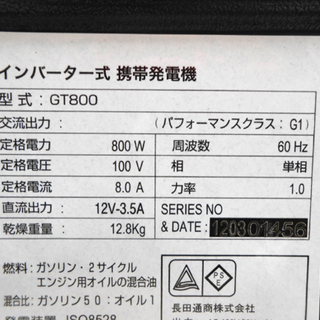 インバーター式 携帯発電機
型 式：GT800
交流出力： （パフォーマンスクラス：G1）
定格電力 800 W 周波数 60 Hz
定格電圧 100 V 相 単相
定格電流 8.0 A 力率 1.0
直流出力： 12V-3.5A SERIES NO
乾燥重量： 12.8Kg & DATE: 120301456
燃料：ガソリン・2サイクル
エンジン用オイルの混合油
混合比：ガソリン50：オイル1
PSE
長田通商株式会社
発電装置 ISO8528